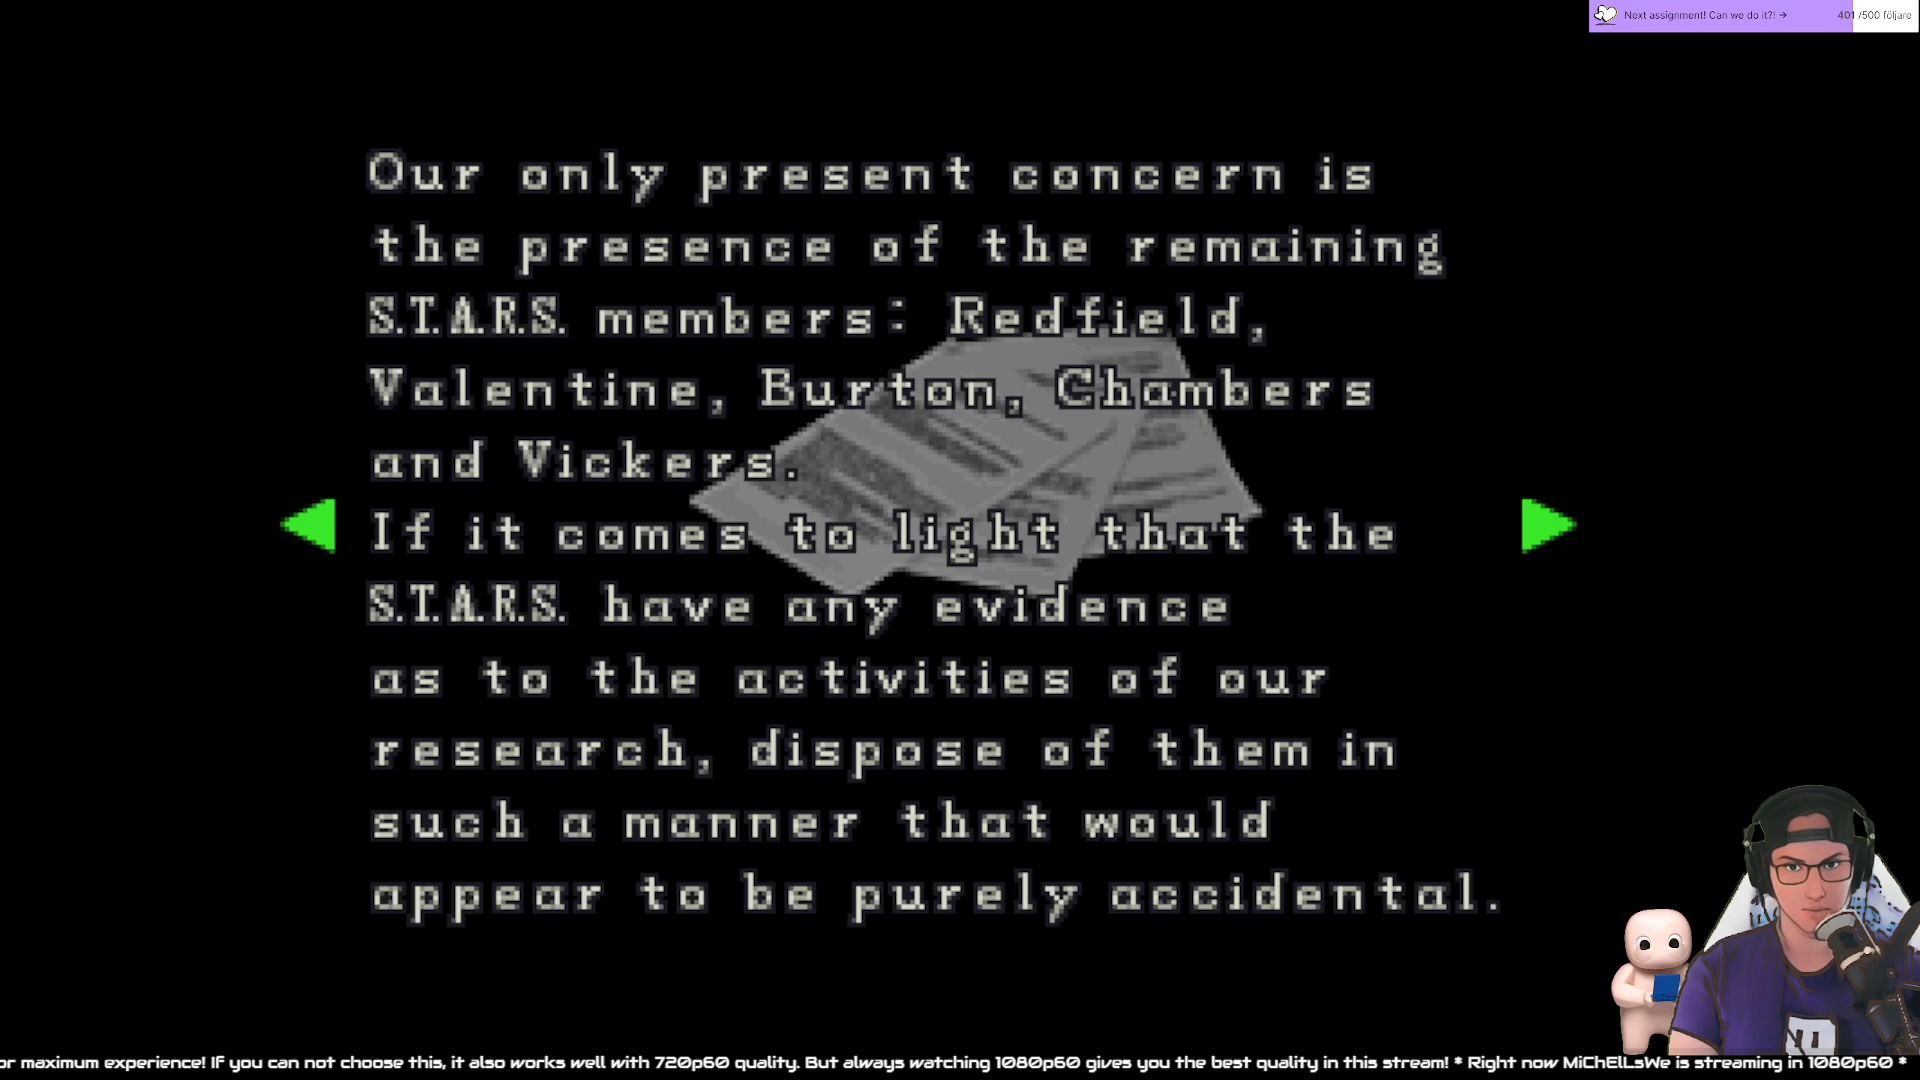 Next assignment! Can we do it?! → 401 /500 följare
Our only present concern is
the presence of the remaining
S.T.A.R.S. members: Redfield,
Valentine, Burton, Chambers
and Vickers.
If it comes to light that the
S.T.A.R.S. have any evidence
as to the activities of our
research, dispose of them in
such a manner that would
appear to be purely accidental.
or maximum experience! If you can not choose this, it also works well with 720p60 quality. But always watching 1080p60 gives you the best quality in this stream! * Right now MiChElLsWe is streaming in 1080p60 *